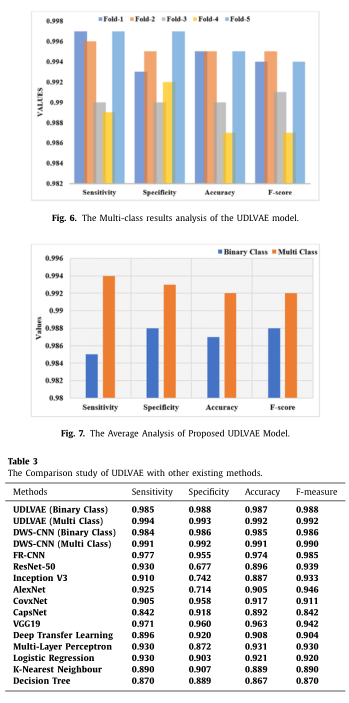 Fold-1 Fold-2 Fold-3 Fold-4 Fold-5
0.998
0.996
0.994
0.992
0.99
0.988
0.986
0.984
0.982
VALUES
Sensitivity Specificity Accuracy F-score
Fig. 6. The Multi-class results analysis of the UDLVAE model.
Binary Class Multi Class
0.996
0.994
0.992
0.99
0.988
0.986
0.984
0.982
0.98
Values
Sensitivity Specificity Accuracy F-score
Fig. 7. The Average Analysis of Proposed UDLVAE Model.
Table 3
The Comparison study of UDLVAE with other existing methods.
Methods Sensitivity Specificity Accuracy F-measure
UDLVAE (Binary Class) 0.985 0.988 0.987 0.988
UDLVAE (Multi Class) 0.994 0.993 0.992 0.992
DWS-CNN (Binary Class) 0.984 0.986 0.985 0.986
DWS-CNN (Multi Class) 0.991 0.992 0.991 0.990
FR-CNN 0.977 0.955 0.974 0.985
ResNet-50 0.930 0.677 0.896 0.939
Inception V3 0.910 0.742 0.887 0.933
AlexNet 0.925 0.714 0.905 0.946
CovxNet 0.905 0.958 0.917 0.911
CapsNet 0.842 0.918 0.892 0.842
VGG19 0.971 0.960 0.963 0.942
Deep Transfer Learning 0.896 0.920 0.908 0.904
Multi-Layer Perceptron 0.930 0.872 0.931 0.930
Logistic Regression 0.930 0.903 0.921 0.920
K-Nearest Neighbour 0.890 0.907 0.889 0.890
Decision Tree 0.870 0.889 0.867 0.870